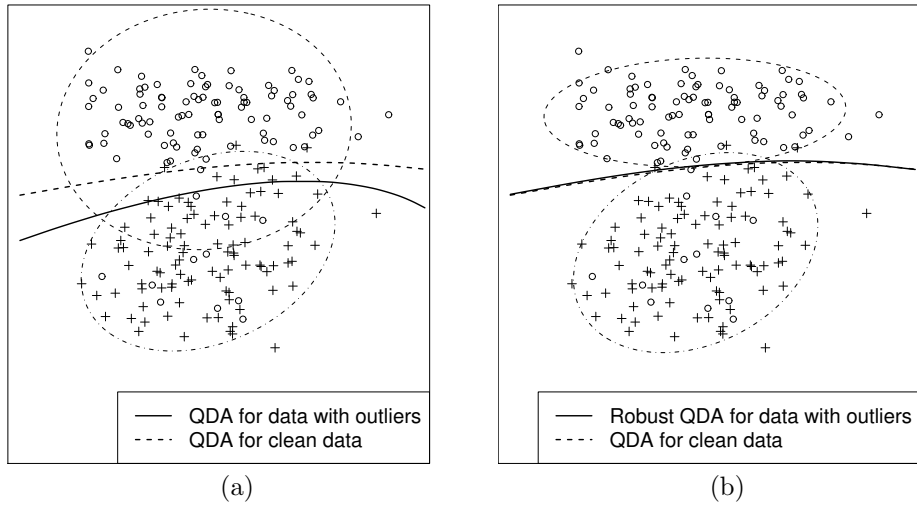 QDA for data with outliers
QDA for clean data
Robust QDA for data with outliers
QDA for clean data
(a)
(b)